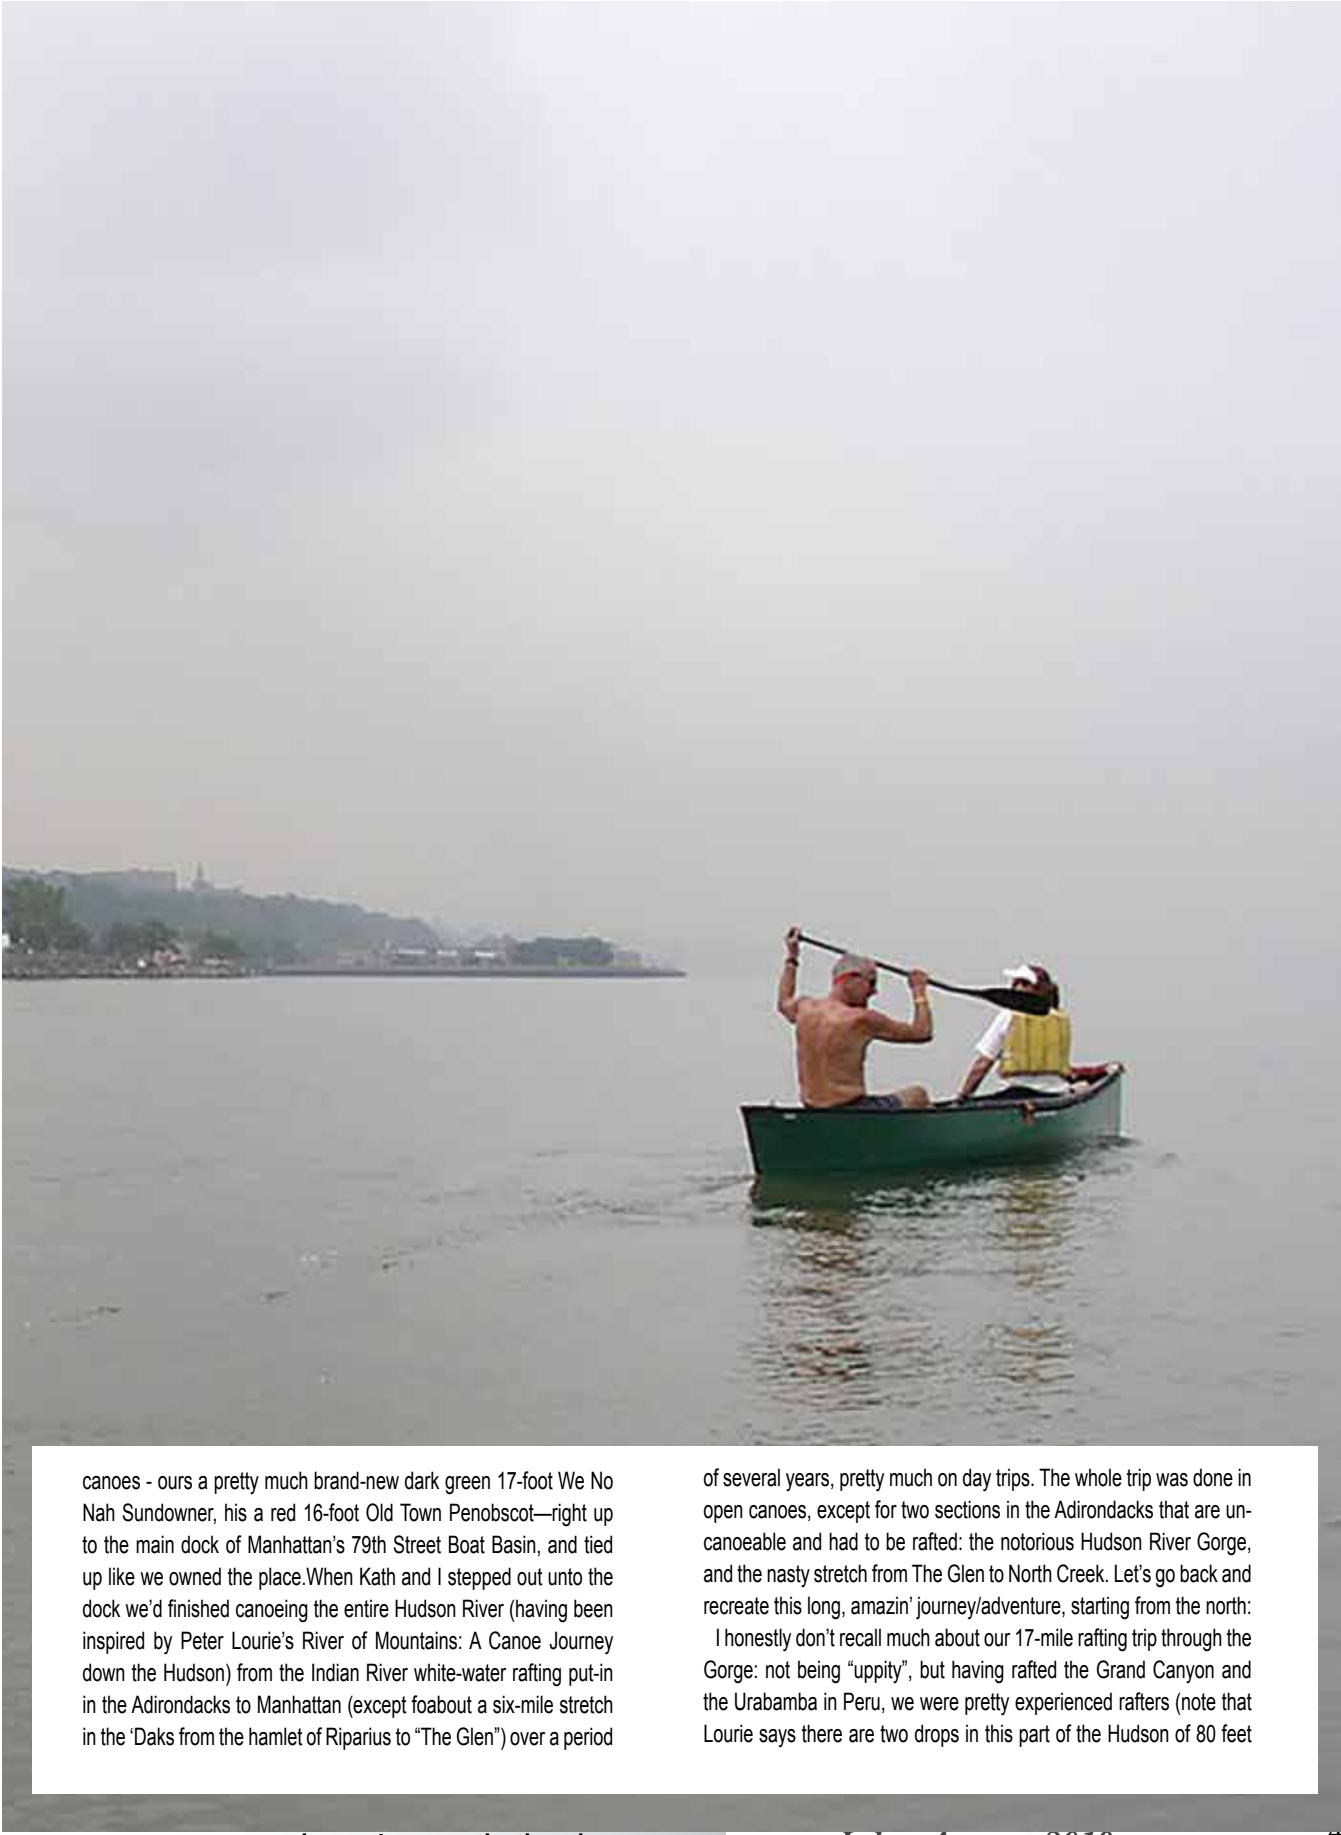 canoes - ours a pretty much brand-new dark green 17-foot We No
Nah Sundowner, his a red 16-foot Old Town Penobscot—right up
to the main dock of Manhattan’s 79th Street Boat Basin, and tied
up like we owned the place.When Kath and I stepped out unto the
dock we’d finished canoeing the entire Hudson River (having been
inspired by Peter Lourie’s River of Mountains: A Canoe Journey
down the Hudson) from the Indian River white-water rafting put-in
in the Adirondacks to Manhattan (except foabout a six-mile stretch
in the ‘Daks from the hamlet of Riparius to “The Glen”) over a period
of several years, pretty much on day trips. The whole trip was done in
open canoes, except for two sections in the Adirondacks that are un-
canoeable and had to be rafted: the notorious Hudson River Gorge,
and the nasty stretch from The Glen to North Creek. Let’s go back and
recreate this long, amazin’ journey/adventure, starting from the north:
I honestly don’t recall much about our 17-mile rafting trip through the
Gorge: not being “uppity”, but having rafted the Grand Canyon and
the Urabamba in Peru, we were pretty experienced rafters (note that
Lourie says there are two drops in this part of the Hudson of 80 feet